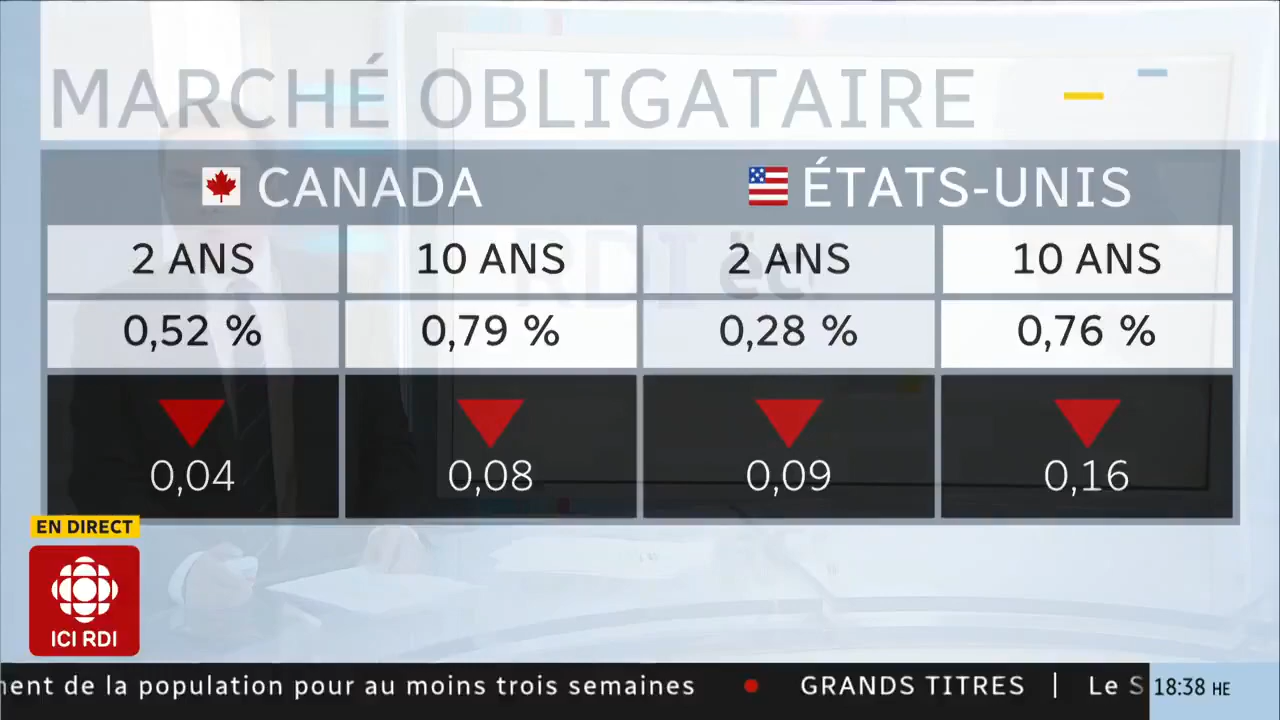 MARCHÉ OBLIGATAIRE
CANADA
ÉTATS-UNIS
2 ANS
10 ANS
2 ANS
10 ANS
0,52 %
0,79 %
0,28 %
0,76 %
0,04
0,08
0,09
0,16
EN DIRECT
ICI RDI
de la population pour au moins trois semaines • GRANDS TITRES | Le
18:38 HE